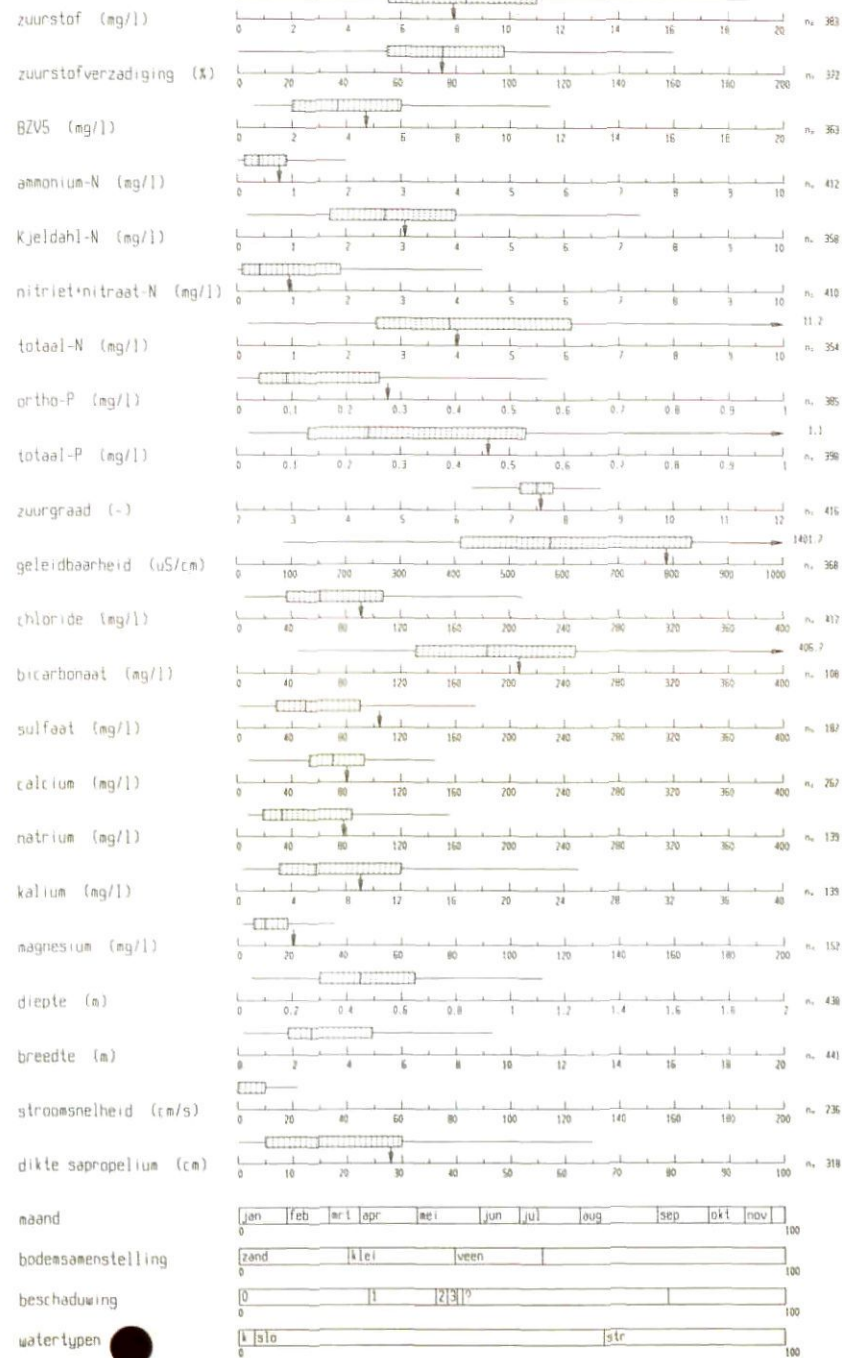 zuurstof (mg/l) 0 2 4 6 8 10 12 14 16 18 20 n= 383
zuurstofverzadiging (%) 0 20 40 60 80 100 120 140 160 180 200 n= 372
BZV5 (mg/l) 0 2 4 6 8 10 12 14 16 18 20 n= 363
ammonium-N (mg/l) 0 1 2 3 4 5 6 7 8 9 10 n= 412
Kjeldahl-N (mg/l) 0 1 2 3 4 5 6 7 8 9 10 n= 358
nitriet+nitraat-N (mg/l) 0 1 2 3 4 5 6 7 8 9 10 n= 410
11.2
totaal-N (mg/l) 0 1 2 3 4 5 6 7 8 9 10 n= 354
ortho-P (mg/l) 0 0.1 0.2 0.3 0.4 0.5 0.6 0.7 0.8 0.9 1 n= 385
1.1
totaal-P (mg/l) 0 0.1 0.2 0.3 0.4 0.5 0.6 0.7 0.8 0.9 1 n= 398
zuurgraad (-) 2 3 4 5 6 7 8 9 10 11 12 n= 416
1401.7
geleidbaarheid (uS/cm) 0 100 200 300 400 500 600 700 800 900 1000 n= 368
chloride (mg/l) 0 40 80 120 160 200 240 280 320 360 400 n= 417
406.7
bicarbonaat (mg/l) 0 40 80 120 160 200 240 280 320 360 400 n= 108
sulfaat (mg/l) 0 40 80 120 160 200 240 280 320 360 400 n= 187
calcium (mg/l) 0 40 80 120 160 200 240 280 320 360 400 n= 267
natrium (mg/l) 0 40 80 120 160 200 240 280 320 360 400 n= 139
kalium (mg/l) 0 4 8 12 16 20 24 28 32 36 40 n= 139
magnesium (mg/l) 0 20 40 60 80 100 120 140 160 180 200 n= 152
diepte (m) 0 0.2 0.4 0.6 0.8 1 1.2 1.4 1.6 1.8 2 n= 438
breedte (m) 0 2 4 6 8 10 12 14 16 18 20 n= 441
stroomsnelheid (cm/s) 0 20 40 60 80 100 120 140 160 180 200 n= 236
dikte sapropelium (cm) 0 10 20 30 40 50 60 70 80 90 100 n= 318
maand jan feb mrt apr mei jun jul aug sep okt nov
0 100
bodemsamenstelling zand klei veen
0 100
beschaduwing 0 1 2 3 ?
0 100
watertypen k slo str
0 100